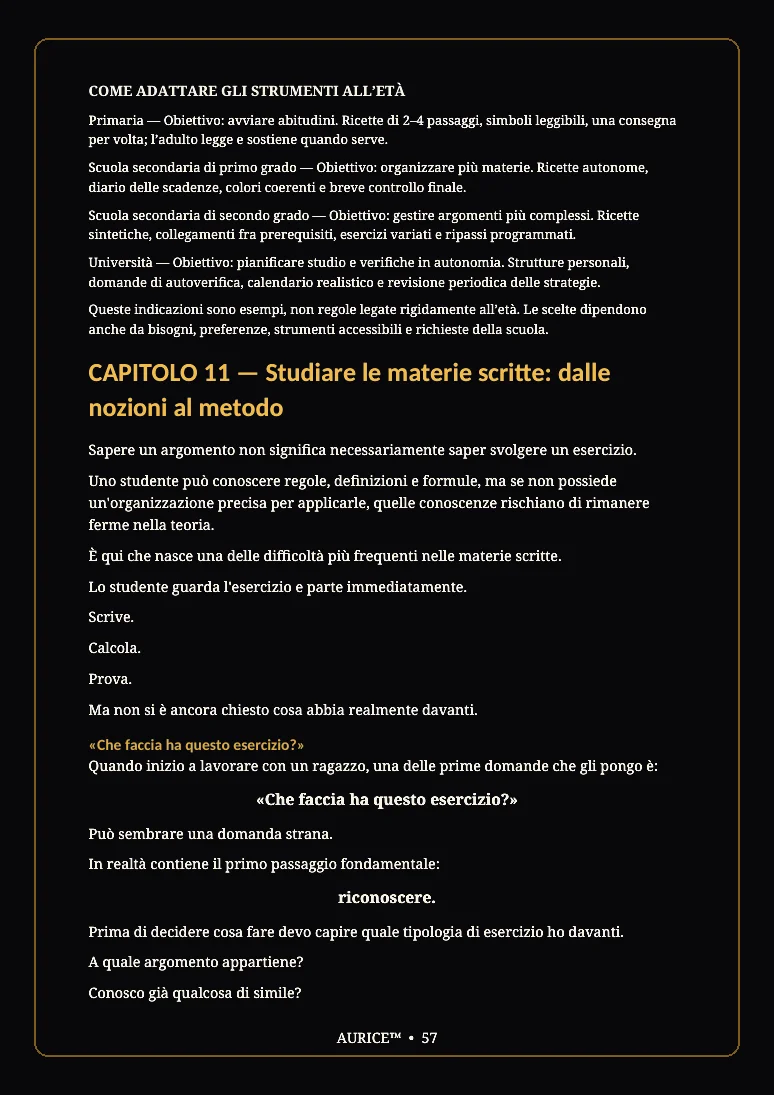 COME ADATTARE GLI STRUMENTI ALL’ETÀ
Primaria — Obiettivo: avviare abitudini. Ricette di 2–4 passaggi, simboli leggibili, una consegna
per volta; l’adulto legge e sostiene quando serve.
Scuola secondaria di primo grado — Obiettivo: organizzare più materie. Ricette autonome,
diario delle scadenze, colori coerenti e breve controllo finale.
Scuola secondaria di secondo grado — Obiettivo: gestire argomenti più complessi. Ricette
sintetiche, collegamenti fra prerequisiti, esercizi variati e ripassi programmati.
Università — Obiettivo: pianificare studio e verifiche in autonomia. Strutture personali,
domande di autoverifica, calendario realistico e revisione periodica delle strategie.
Queste indicazioni sono esempi, non regole legate rigidamente all’età. Le scelte dipendono
anche da bisogni, preferenze, strumenti accessibili e richieste della scuola.
CAPITOLO 11 — Studiare le materie scritte: dalle
nozioni al metodo
Sapere un argomento non significa necessariamente saper svolgere un esercizio.
Uno studente può conoscere regole, definizioni e formule, ma se non possiede
un'organizzazione precisa per applicarle, quelle conoscenze rischiano di rimanere
ferme nella teoria.
È qui che nasce una delle difficoltà più frequenti nelle materie scritte.
Lo studente guarda l'esercizio e parte immediatamente.
Scrive.
Calcola.
Prova.
Ma non si è ancora chiesto cosa abbia realmente davanti.
«Che faccia ha questo esercizio?»
Quando inizio a lavorare con un ragazzo, una delle prime domande che gli pongo è:
«Che faccia ha questo esercizio?»
Può sembrare una domanda strana.
In realtà contiene il primo passaggio fondamentale:
riconoscere.
Prima di decidere cosa fare devo capire quale tipologia di esercizio ho davanti.
A quale argomento appartiene?
Conosco già qualcosa di simile?
AURICE™ • 57